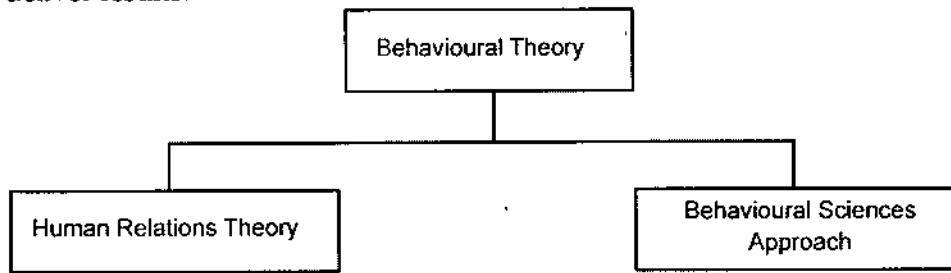 Behavioural Theory
Human Relations Theory
Behavioural Sciences
Approach